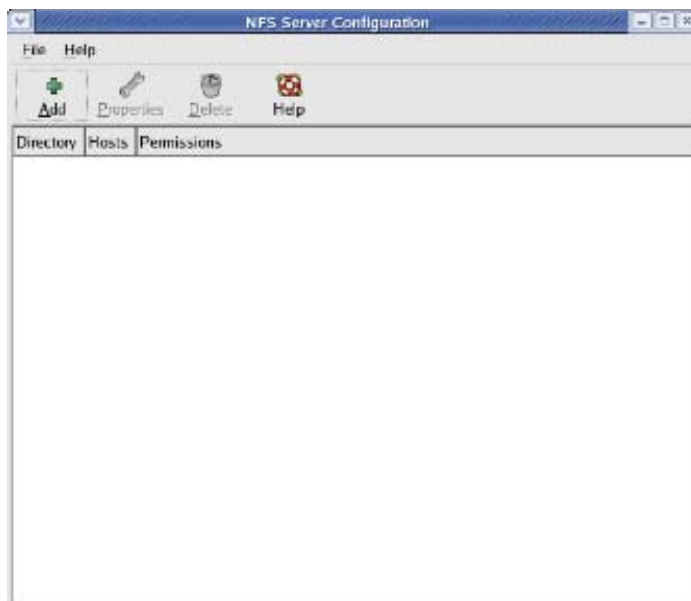 NFS Server Configuration
File Help
Add Properties Delete Help
Directory Hosts Permissions